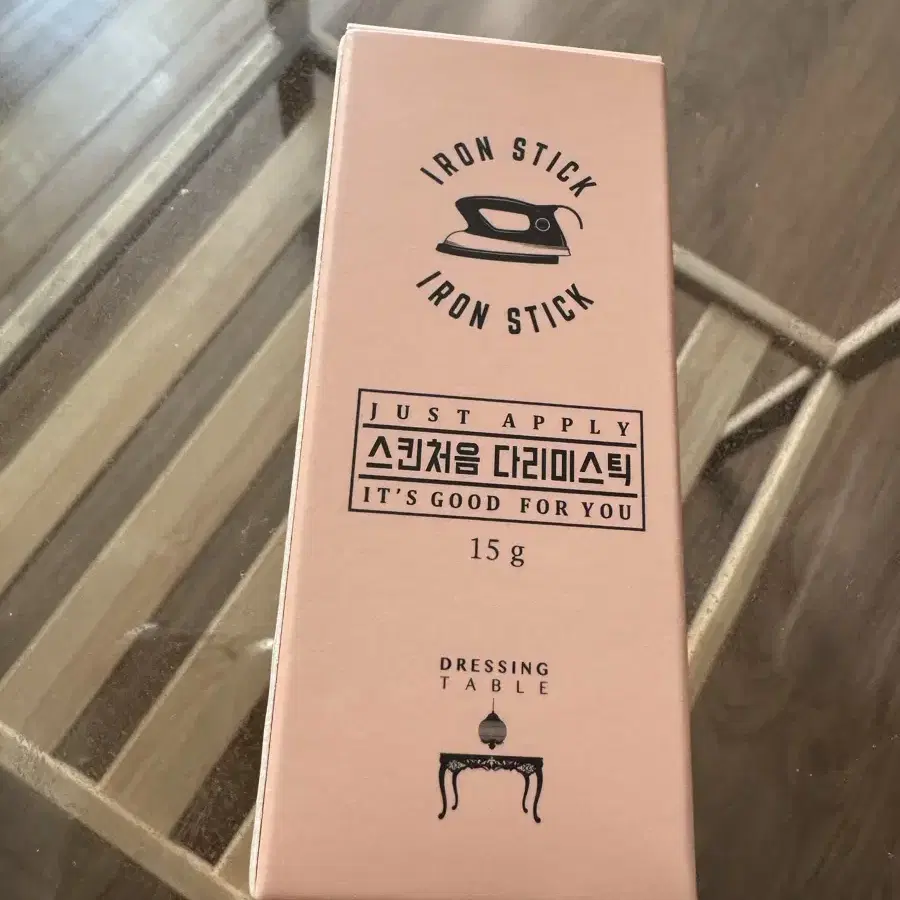 IRON STICK
IRON STICK
JUST APPLY
스킨처음 다리미스틱
IT'S GOOD FOR YOU
15 g
DRESSING
TABLE